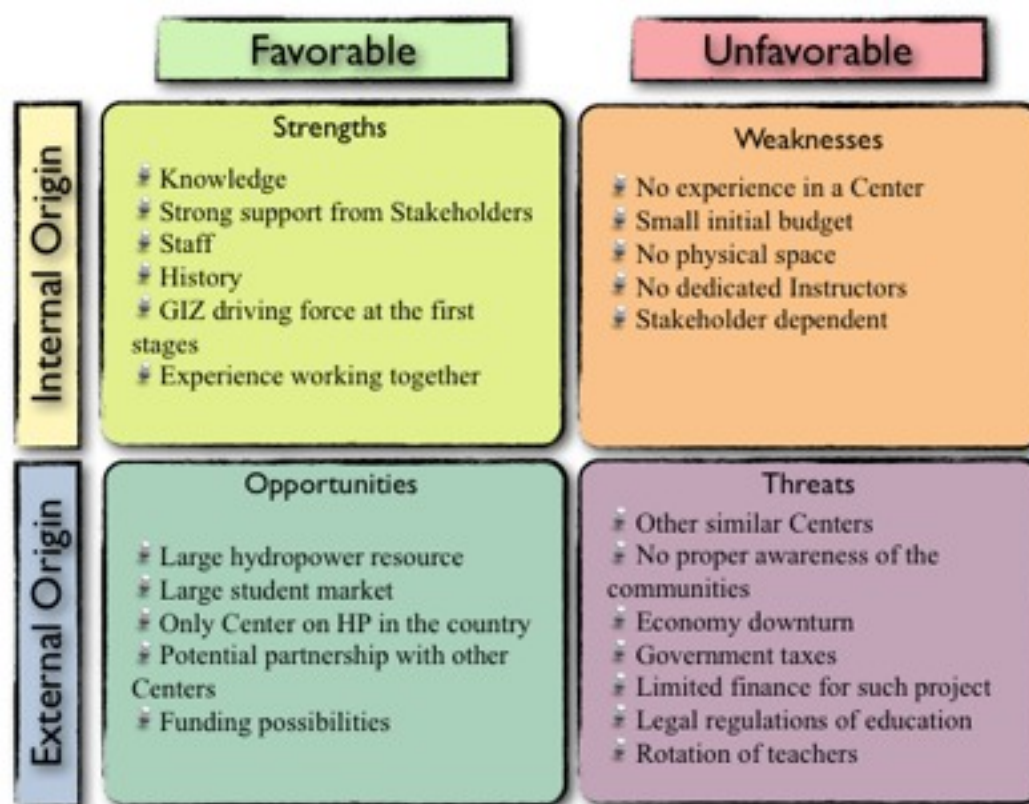 Favorable
Unfavorable
Internal Origin
Strengths
Knowledge
Strong support from Stakeholders
Staff
History
GIZ driving force at the first
stages
Experience working together
Weaknesses
No experience in a Center
Small initial budget
No physical space
No dedicated Instructors
Stakeholder dependent
External Origin
Opportunities
Large hydropower resource
Large student market
Only Center on HP in the country
Potential partnership with other
Centers
Funding possibilities
Threats
Other similar Centers
No proper awareness of the
communities
Economy downturn
Government taxes
Limited finance for such project
Legal regulations of education
Rotation of teachers